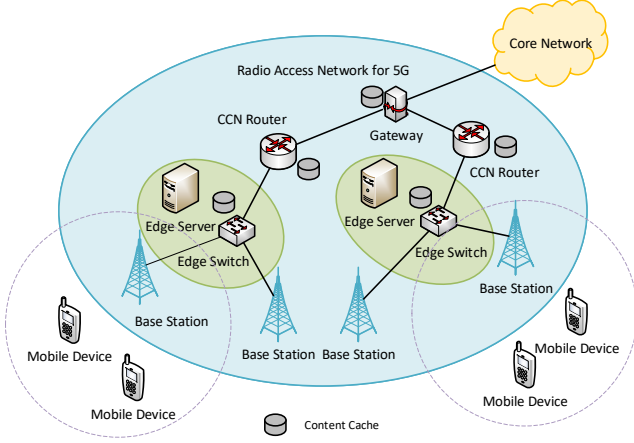 Core Network
Radio Access Network for 5G
CCN Router
Gateway
CCN Router
Edge Server
Edge Server
Edge Switch
Edge Switch
Base Station
Base Station
Mobile Device
Base Station
Base Station
Mobile Device
Mobile Device
Mobile Device
Content Cache